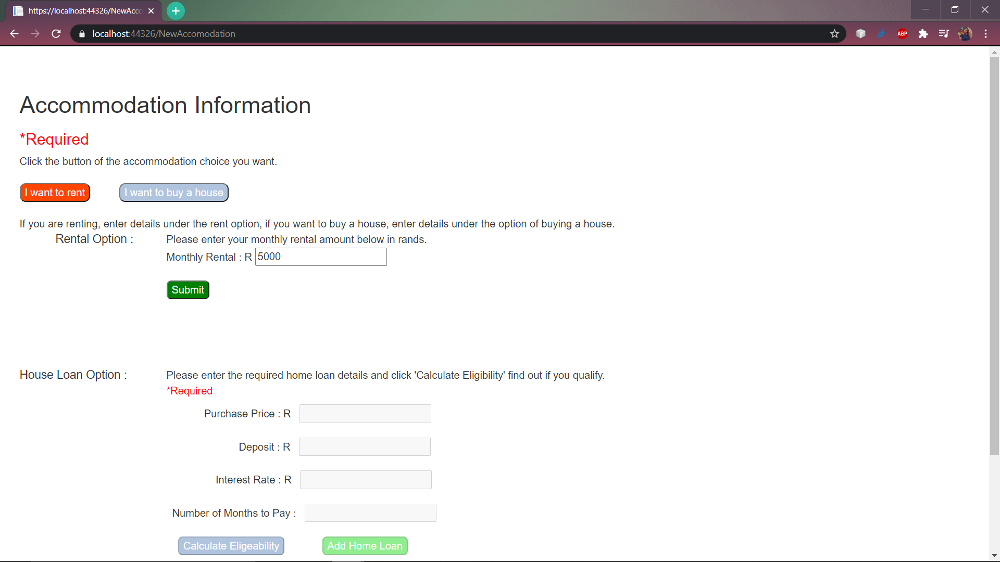 https://localhost:44326/NewAcco
localhost:44326/NewAccomodation
ABP
Accommodation Information
*Required
Click the button of the accommodation choice you want.
I want to rent
I want to buy a house
If you are renting, enter details under the rent option, if you want to buy a house, enter details under the option of buying a house.
Rental Option :
Please enter your monthly rental amount below in rands.
Monthly Rental : R 5000
Submit
House Loan Option :
Please enter the required home loan details and click 'Calculate Eligibility' find out if you qualify.
*Required
Purchase Price : R
Deposit : R
Interest Rate : R
Number of Months to Pay :
Calculate Eligeability
Add Home Loan